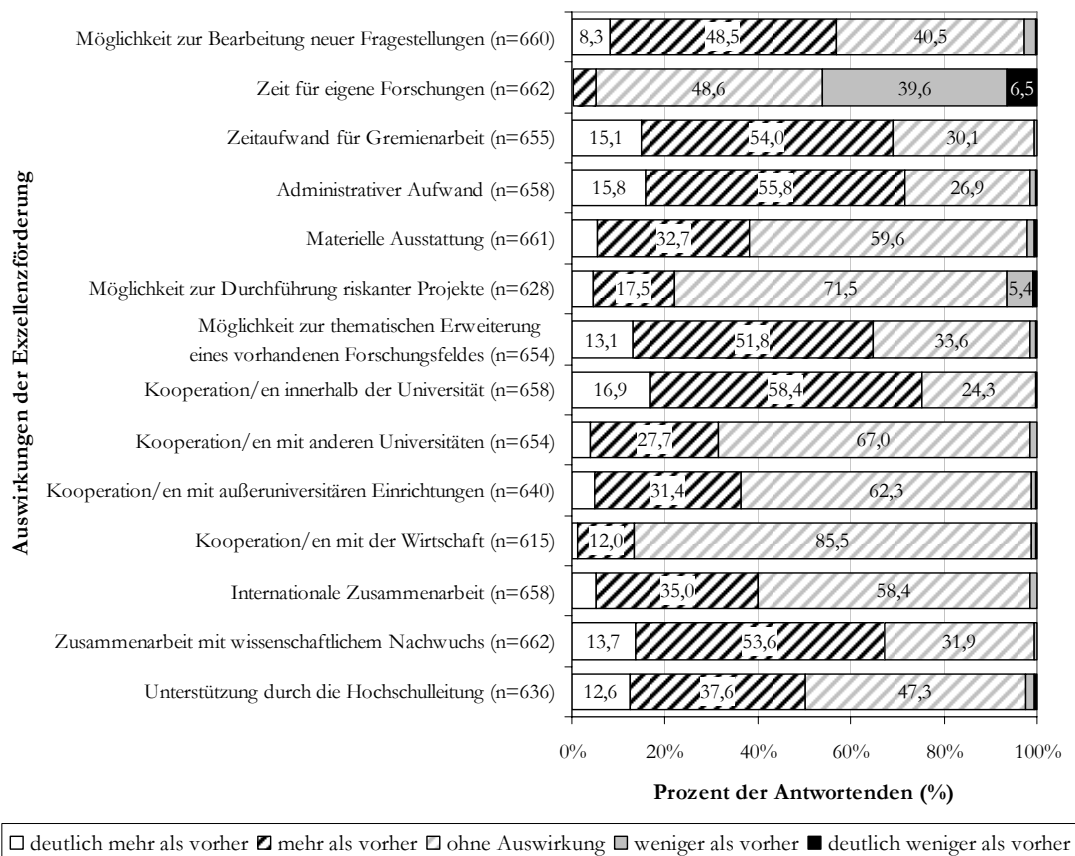 Auswirkungen der Exzellenzförderung
Möglichkeit zur Bearbeitung neuer Fragestellungen (n=660) 8,3 48,5 40,5
Zeit für eigene Forschungen (n=662) 48,6 39,6 6,5
Zeitaufwand für Gremienarbeit (n=655) 15,1 54,0 30,1
Administrativer Aufwand (n=658) 15,8 55,8 26,9
Materielle Ausstattung (n=661) 32,7 59,6
Möglichkeit zur Durchführung riskanter Projekte (n=628) 17,5 71,5 5,4
Möglichkeit zur thematischen Erweiterung
eines vorhandenen Forschungsfeldes (n=654) 13,1 51,8 33,6
Kooperation/en innerhalb der Universität (n=658) 16,9 58,4 24,3
Kooperation/en mit anderen Universitäten (n=654) 27,7 67,0
Kooperation/en mit außeruniversitären Einrichtungen (n=640) 31,4 62,3
Kooperation/en mit der Wirtschaft (n=615) 12,0 85,5
Internationale Zusammenarbeit (n=658) 35,0 58,4
Zusammenarbeit mit wissenschaftlichem Nachwuchs (n=662) 13,7 53,6 31,9
Unterstützung durch die Hochschulleitung (n=636) 12,6 37,6 47,3
0% 20% 40% 60% 80% 100%
Prozent der Antwortenden (%)
deutlich mehr als vorher mehr als vorher ohne Auswirkung weniger als vorher deutlich weniger als vorher